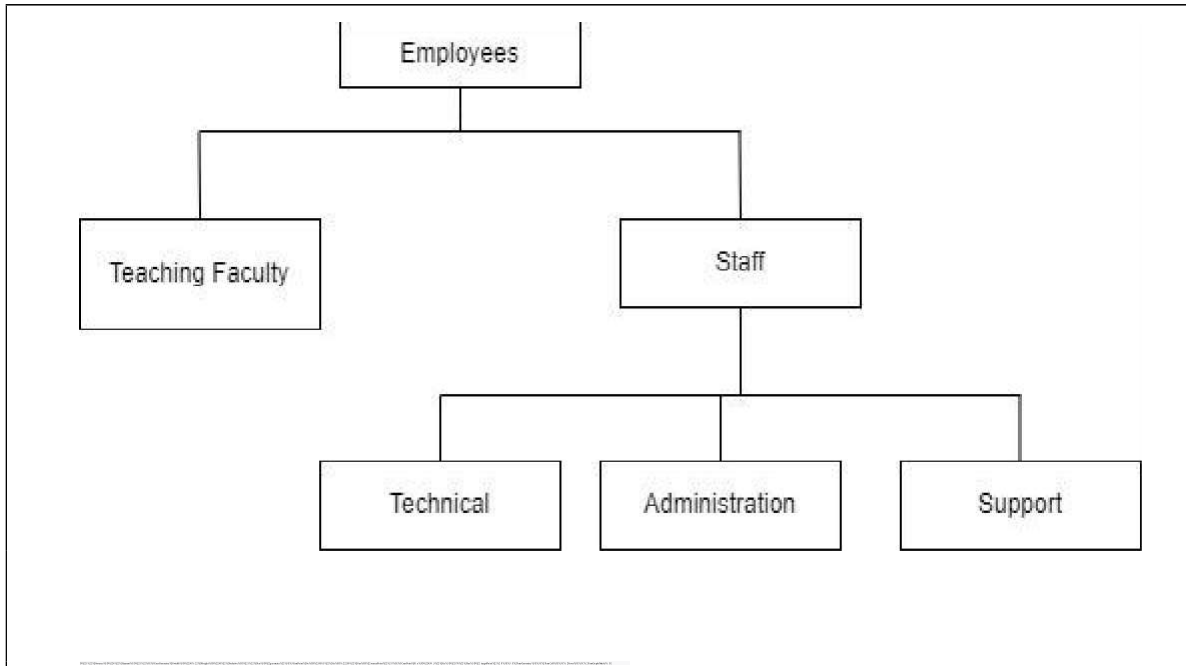 Employees
Teaching Faculty
Staff
Technical
Administration
Support